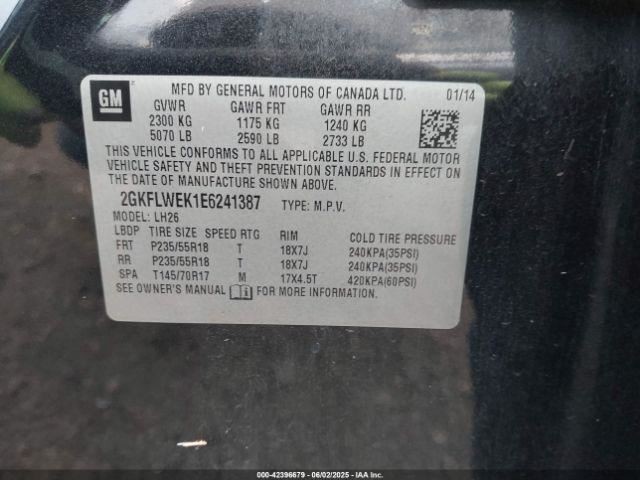 GM
MFD BY GENERAL MOTORS OF CANADA LTD. 01/14
GVWR GAWR FRT GAWR RR
2300 KG 1175 KG 1240 KG
5070 LB 2590 LB 2733 LB
THIS VEHICLE CONFORMS TO ALL APPLICABLE U.S. FEDERAL MOTOR
VEHICLE SAFETY AND THEFT PREVENTION STANDARDS IN EFFECT ON
THE DATE OF MANUFACTURE SHOWN ABOVE.
2GKFLWEK1E6241387 TYPE: M.P.V.
MODEL: LH26
LBDP TIRE SIZE SPEED RTG RIM COLD TIRE PRESSURE
FRT P235/55R18 T 18X7J 240KPA(35PSI)
RR P235/55R18 T 18X7J 240KPA(35PSI)
SPA T145/70R17 M 17X4.5T 420KPA(60PSI)
SEE OWNER'S MANUAL FOR MORE INFORMATION.
000-42396679 - 06/02/2025 - IAAI.COM